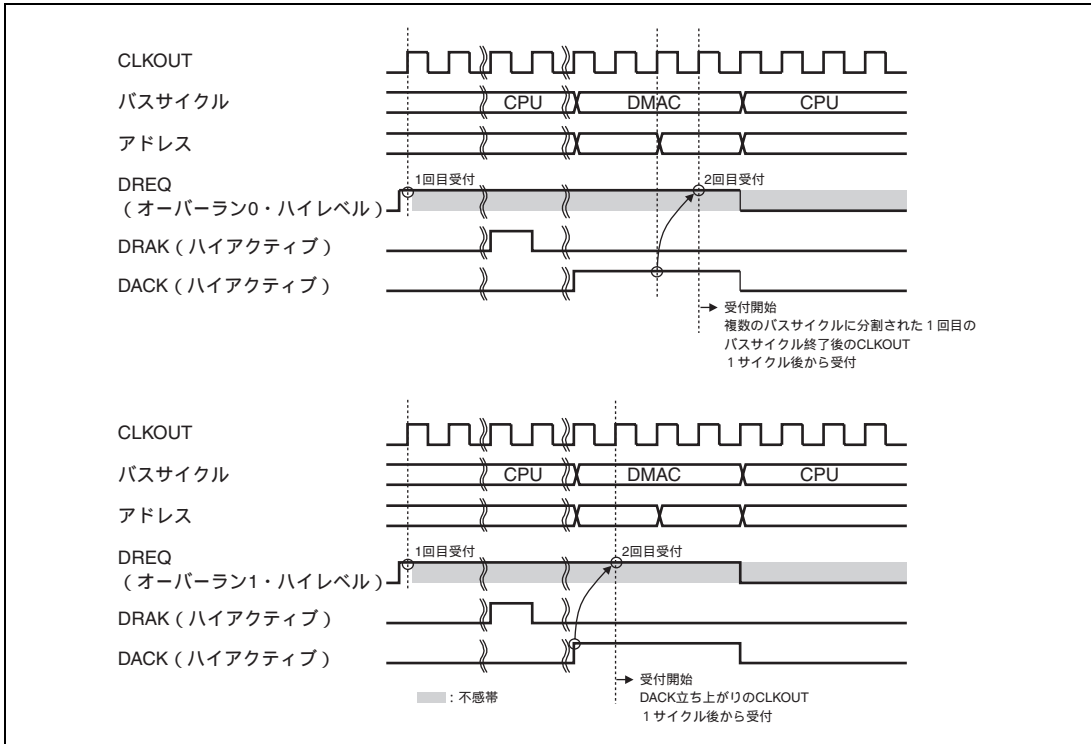 CLKOUT
バスサイクル
CPU
DMAC
CPU
アドレス
DREQ
1回目受付
2回目受付
（オーバーラン0・ハイレベル）
DRAK（ハイアクティブ）
DACK（ハイアクティブ）
受付開始
複数のバスサイクルに分割された１回目の
バスサイクル終了後のCLKOUT
１サイクル後から受付
CLKOUT
バスサイクル
CPU
DMAC
CPU
アドレス
DREQ
1回目受付
2回目受付
（オーバーラン1・ハイレベル）
DRAK（ハイアクティブ）
DACK（ハイアクティブ）
：不感帯
受付開始
DACK立ち上がりのCLKOUT
１サイクル後から受付